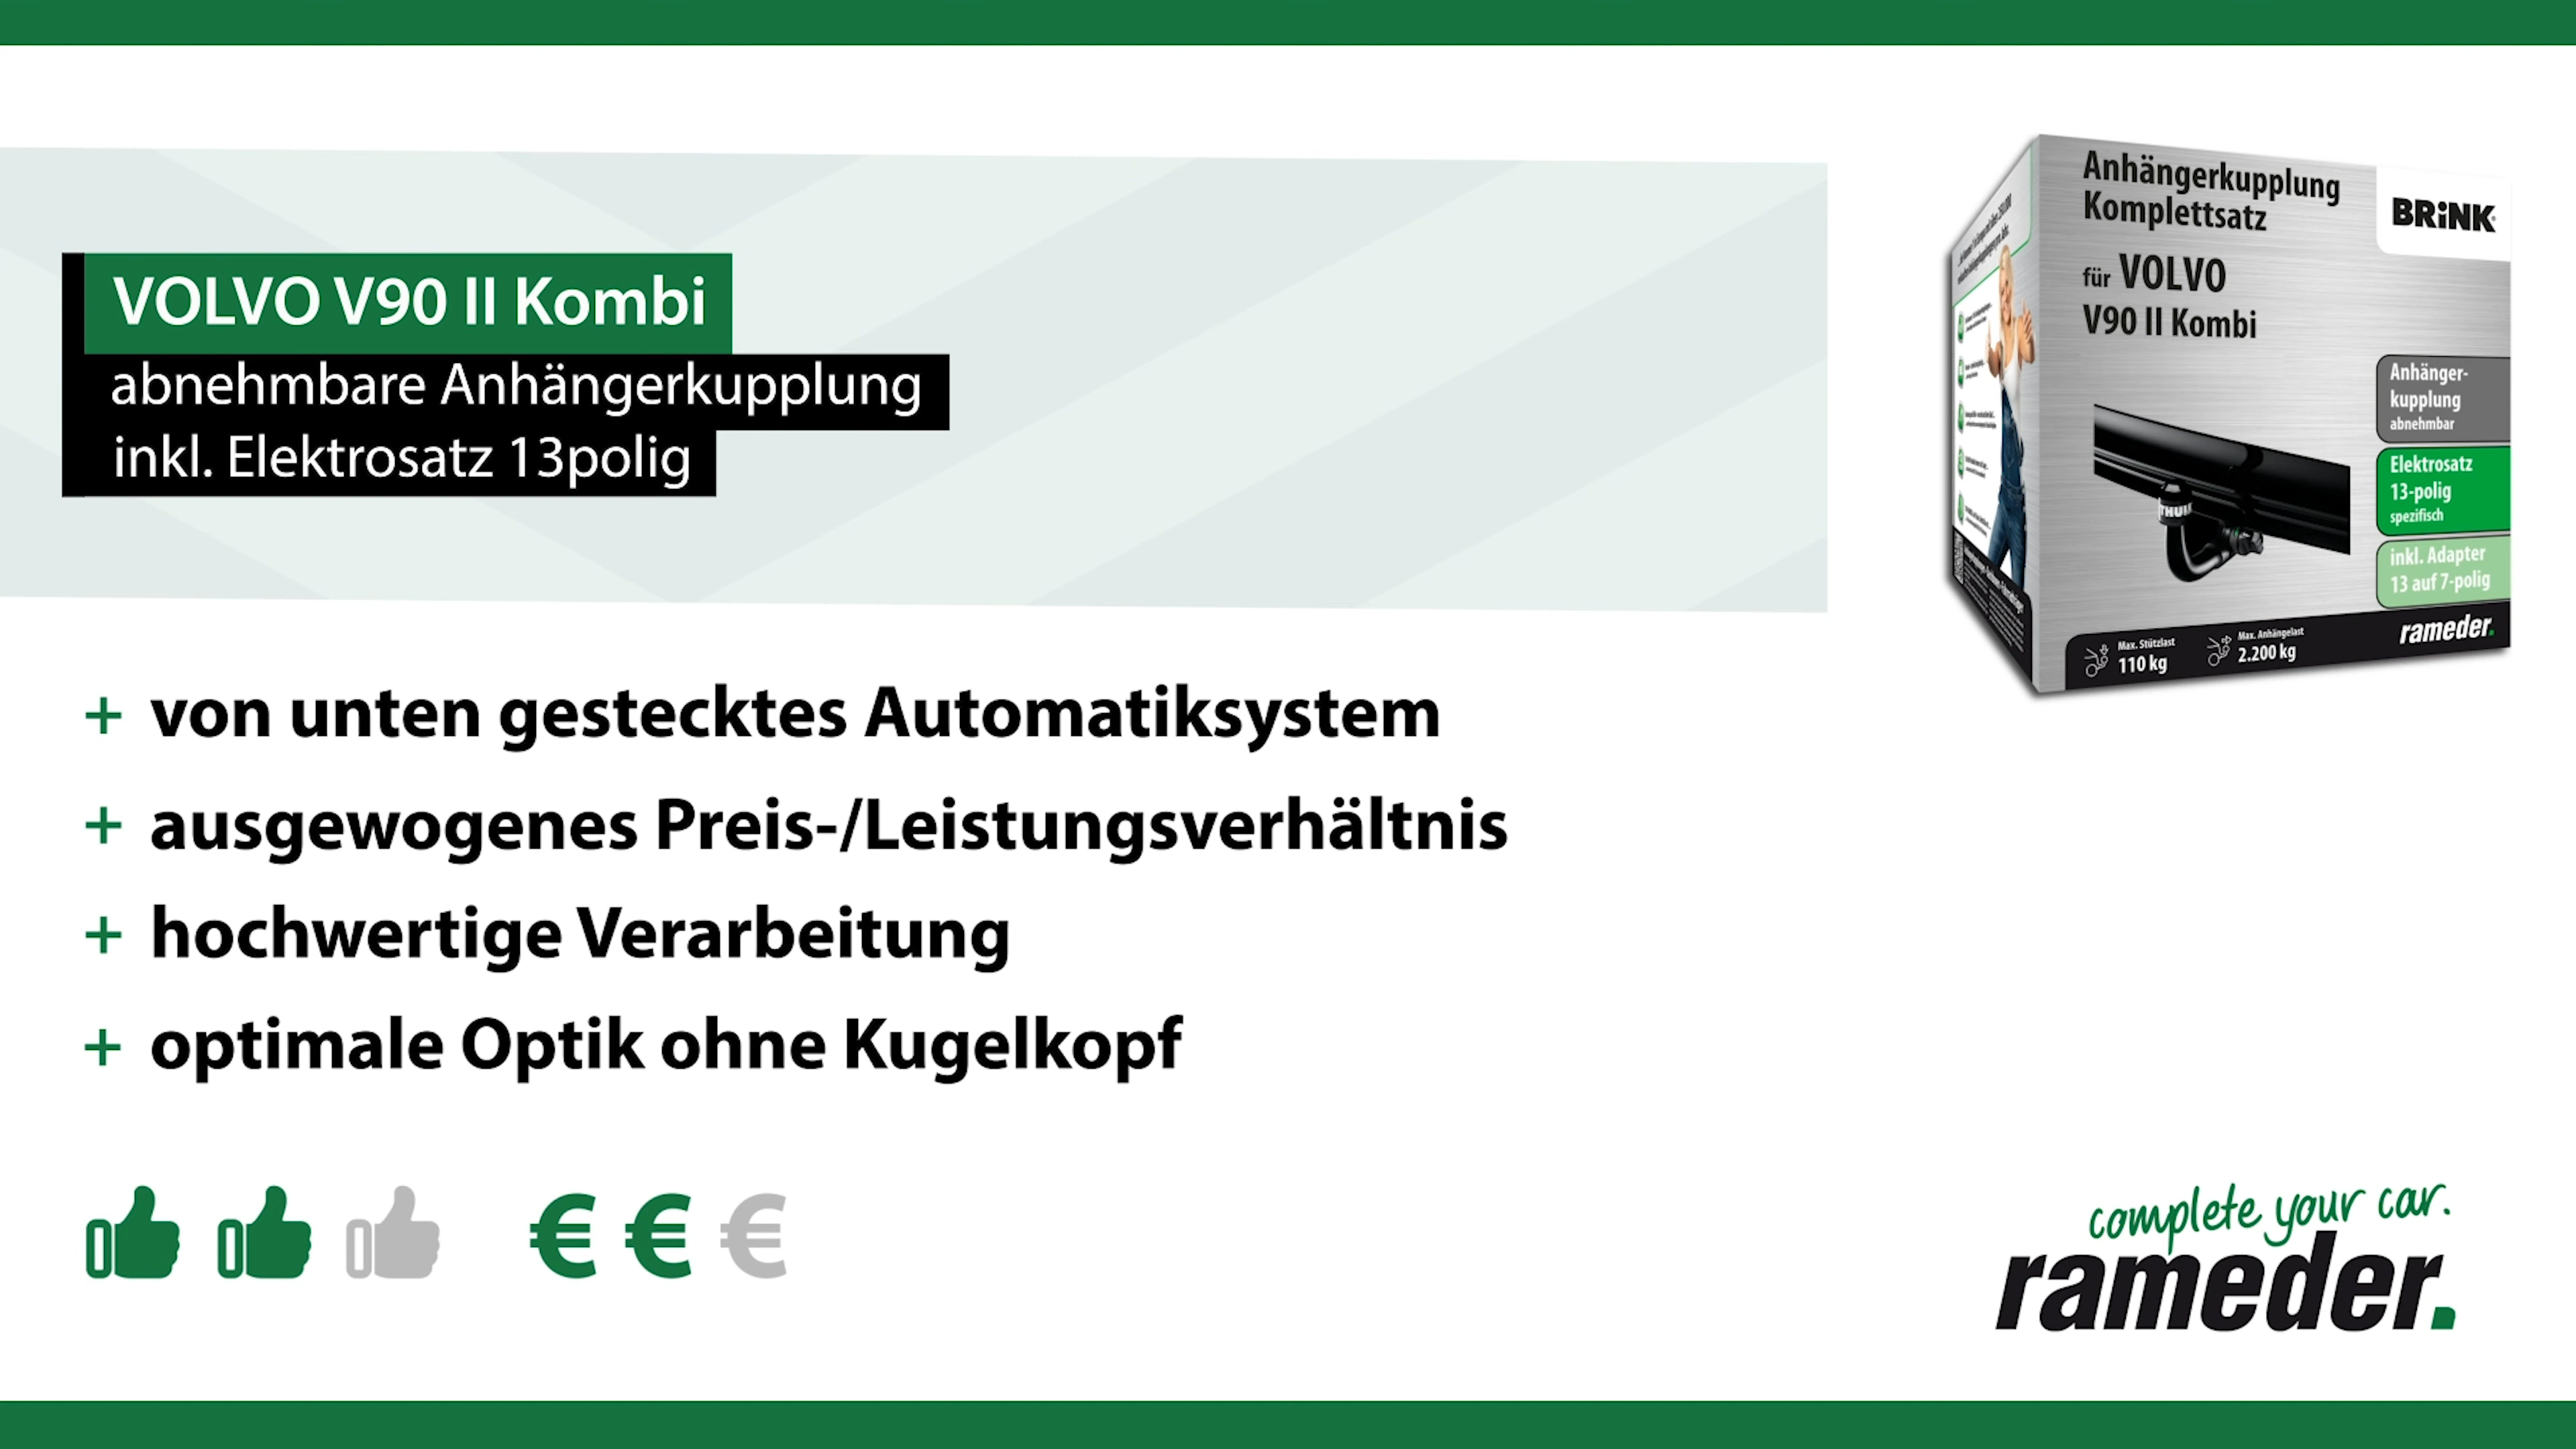 VOLVO V90 II Kombi
abnehmbare Anhängerkupplung
inkl. Elektrosatz 13polig
Anhängerkupplung
Komplettsatz
BRiNK
für VOLVO
V90 II Kombi
Anhänger-
kupplung
abnehmbar
Elektrosatz
13-polig
spezifisch
inkl. Adapter
13 auf 7-polig
THULE
Max. Stützlast
110 kg
Max. Anhängelast
2.200 kg
rameder.
+ von unten gestecktes Automatiksystem
+ ausgewogenes Preis-/Leistungsverhältnis
+ hochwertige Verarbeitung
+ optimale Optik ohne Kugelkopf
€ € €
complete your car.
rameder.